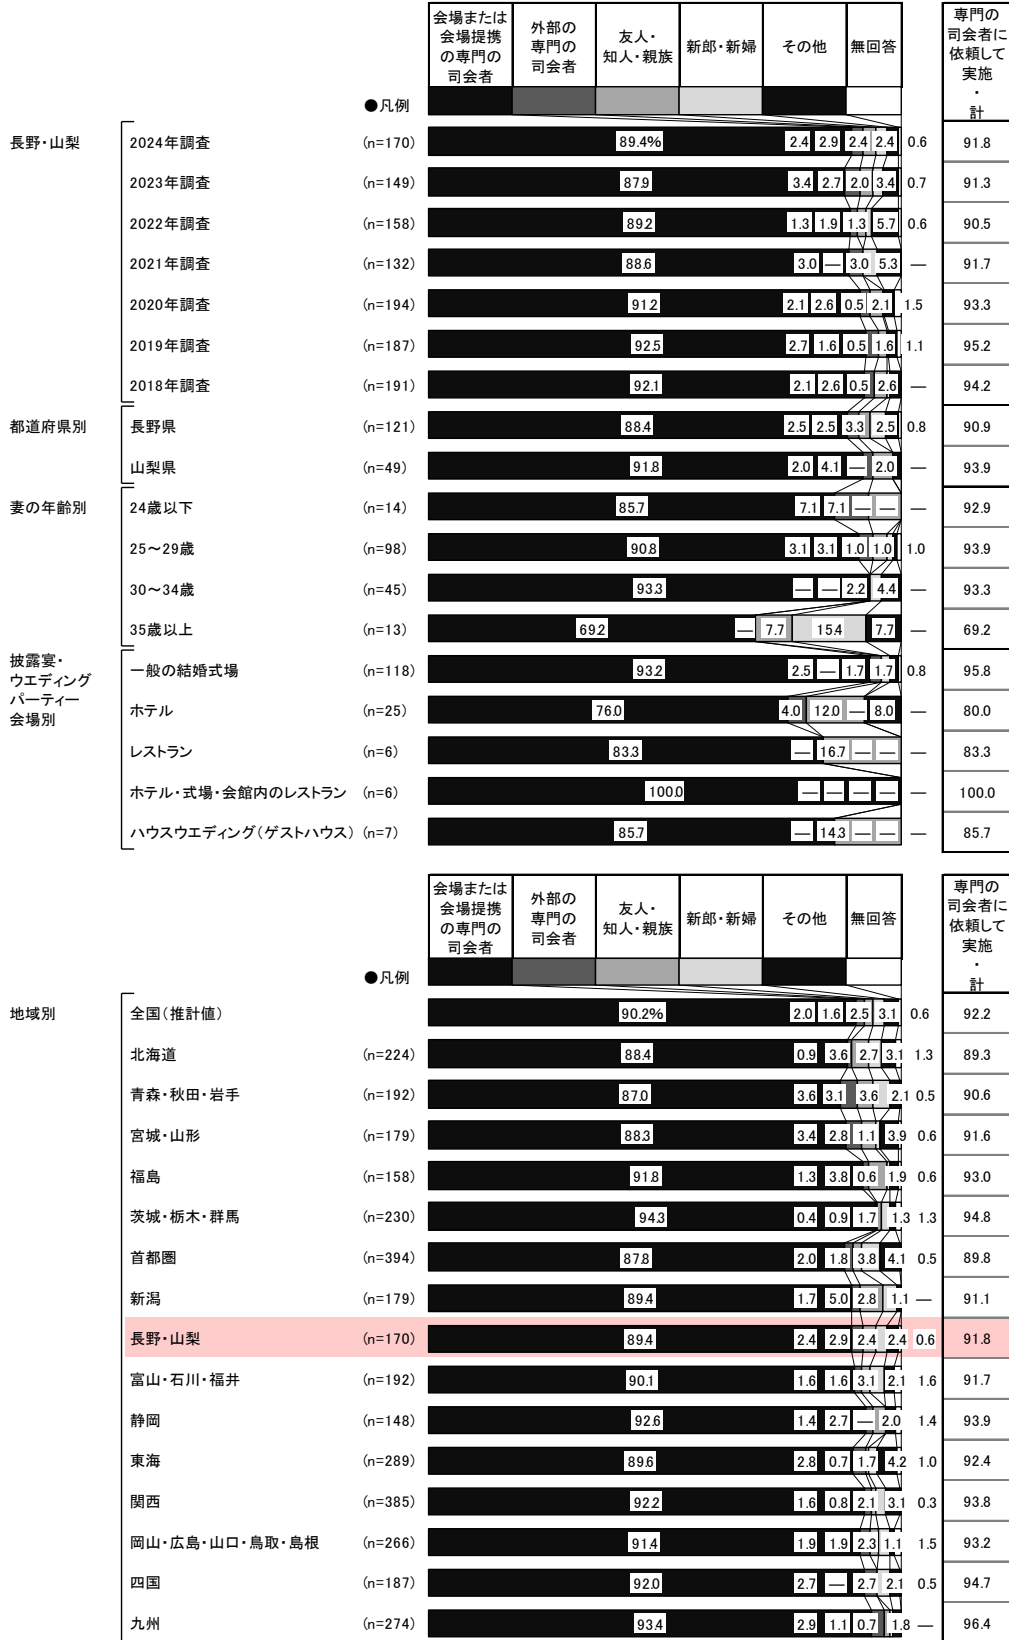 会場または
会場提携
の専門の
司会者
外部の
専門の
司会者
友人・
知人・親族
新郎・新婦
その他
無回答
専門の
司会者に
依頼して
実施
・
計
●凡例
長野・山梨 2024年調査 (n=170) 89.4% 2.4 2.9 2.4 2.4 0.6 91.8
2023年調査 (n=149) 87.9 3.4 2.7 2.0 3.4 0.7 91.3
2022年調査 (n=158) 89.2 1.3 1.9 1.3 5.7 0.6 90.5
2021年調査 (n=132) 88.6 3.0 — 3.0 5.3 — 91.7
2020年調査 (n=194) 91.2 2.1 2.6 0.5 2.1 1.5 93.3
2019年調査 (n=187) 92.5 2.7 1.6 0.5 1.6 1.1 95.2
2018年調査 (n=191) 92.1 2.1 2.6 0.5 2.6 — 94.2
都道府県別 長野県 (n=121) 88.4 2.5 2.5 3.3 2.5 0.8 90.9
山梨県 (n=49) 91.8 2.0 4.1 — 2.0 — 93.9
妻の年齢別 24歳以下 (n=14) 85.7 7.1 7.1 — — — 92.9
25～29歳 (n=98) 90.8 3.1 3.1 1.0 1.0 1.0 93.9
30～34歳 (n=45) 93.3 — — 2.2 4.4 — 93.3
35歳以上 (n=13) 69.2 — 7.7 15.4 7.7 — 69.2
披露宴・
ウエディング
パーティー
会場別
一般の結婚式場 (n=118) 93.2 2.5 — 1.7 1.7 0.8 95.8
ホテル (n=25) 76.0 4.0 12.0 — 8.0 — 80.0
レストラン (n=6) 83.3 — 16.7 — — — 83.3
ホテル・式場・会館内のレストラン (n=6) 100.0 — — — — — 100.0
ハウスウエディング（ゲストハウス） (n=7) 85.7 — 14.3 — — — 85.7
会場または
会場提携
の専門の
司会者
外部の
専門の
司会者
友人・
知人・親族
新郎・新婦
その他
無回答
専門の
司会者に
依頼して
実施
・
計
●凡例
地域別 全国（推計値） 90.2% 2.0 1.6 2.5 3.1 0.6 92.2
北海道 (n=224) 88.4 0.9 3.6 2.7 3.1 1.3 89.3
青森・秋田・岩手 (n=192) 87.0 3.6 3.1 3.6 2.1 0.5 90.6
宮城・山形 (n=179) 88.3 3.4 2.8 1.1 3.9 0.6 91.6
福島 (n=158) 91.8 1.3 3.8 0.6 1.9 0.6 93.0
茨城・栃木・群馬 (n=230) 94.3 0.4 0.9 1.7 1.3 1.3 94.8
首都圏 (n=394) 87.8 2.0 1.8 3.8 4.1 0.5 89.8
新潟 (n=179) 89.4 1.7 5.0 2.8 1.1 — 91.1
長野・山梨 (n=170) 89.4 2.4 2.9 2.4 2.4 0.6 91.8
富山・石川・福井 (n=192) 90.1 1.6 1.6 3.1 2.1 1.6 91.7
静岡 (n=148) 92.6 1.4 2.7 — 2.0 1.4 93.9
東海 (n=289) 89.6 2.8 0.7 1.7 4.2 1.0 92.4
関西 (n=385) 92.2 1.6 0.8 2.1 3.1 0.3 93.8
岡山・広島・山口・鳥取・島根 (n=266) 91.4 1.9 1.9 2.3 1.1 1.5 93.2
四国 (n=187) 92.0 2.7 — 2.7 2.1 0.5 94.7
九州 (n=274) 93.4 2.9 1.1 0.7 1.8 — 96.4